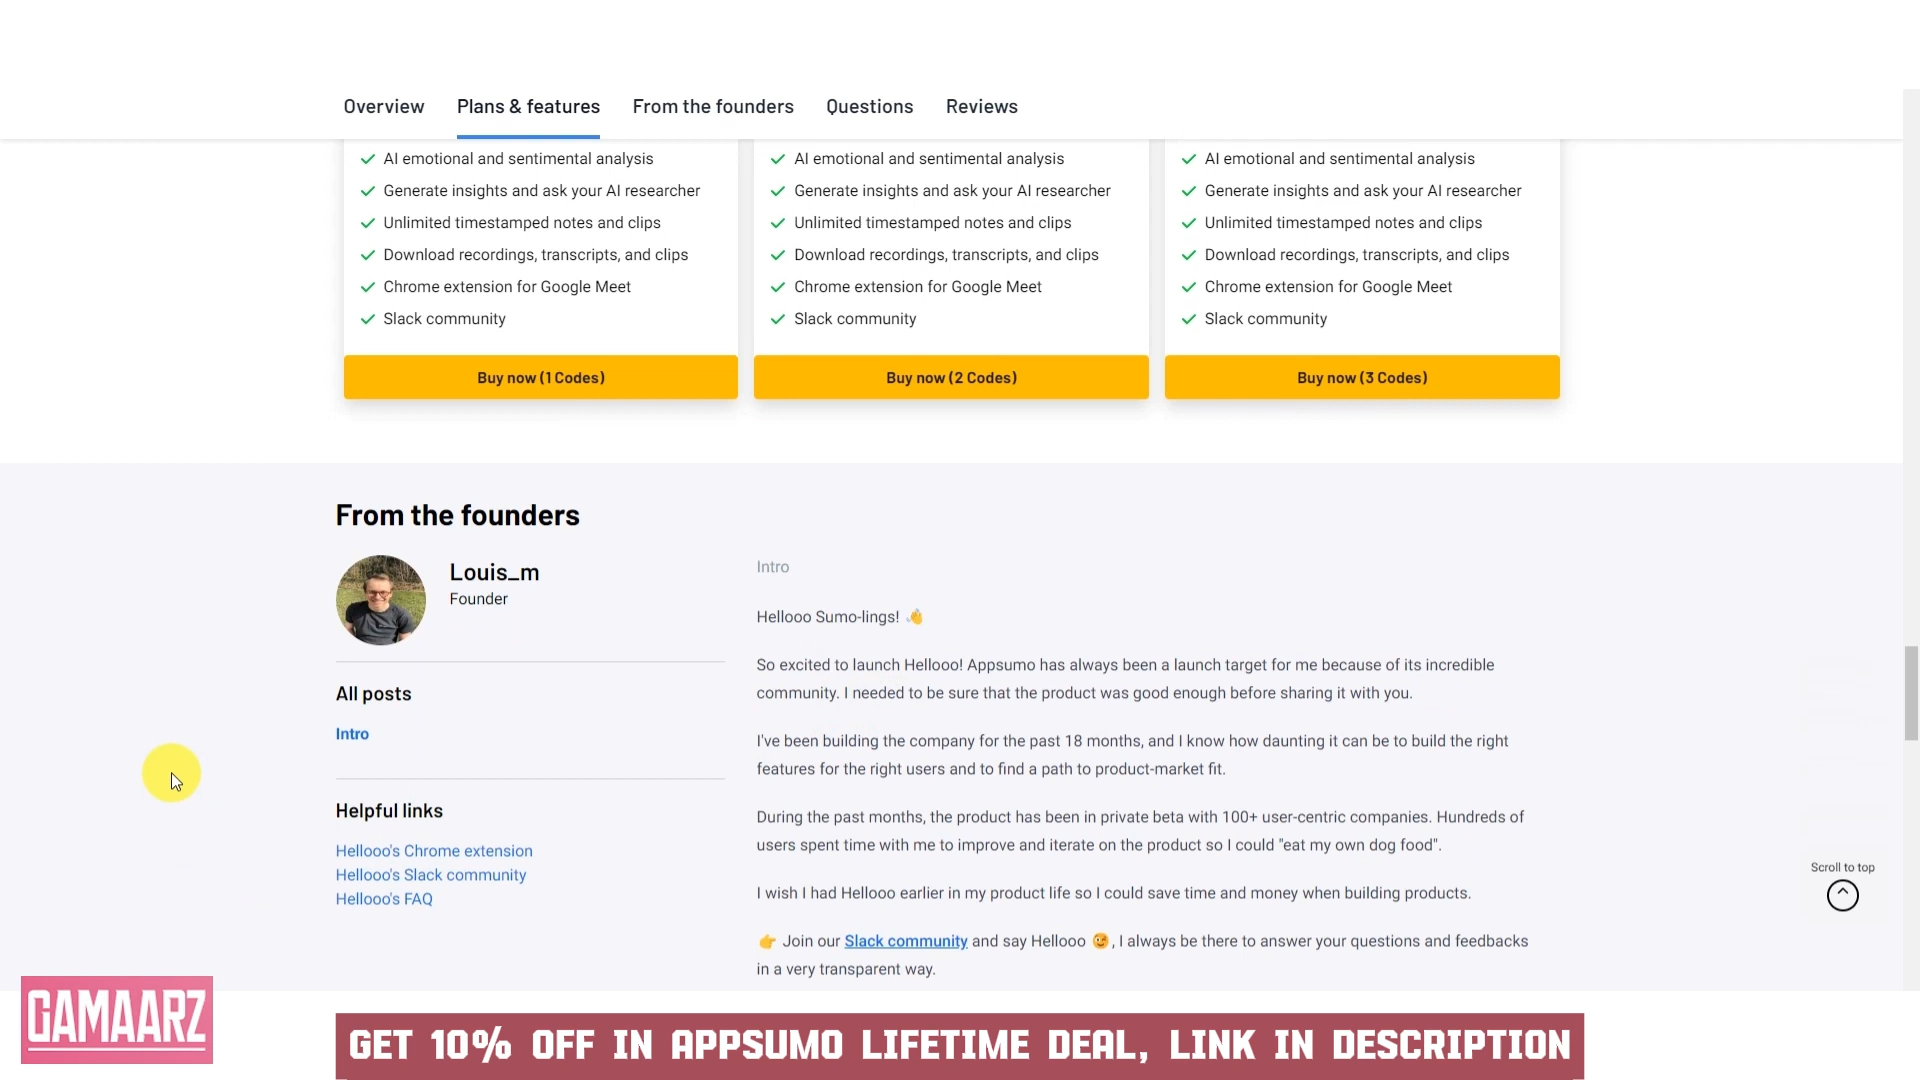 Overview Plans & features From the founders Questions Reviews
AI emotional and sentimental analysis
Generate insights and ask your AI researcher
Unlimited timestamped notes and clips
Download recordings, transcripts, and clips
Chrome extension for Google Meet
Slack community
Buy now (1 Codes)
AI emotional and sentimental analysis
Generate insights and ask your AI researcher
Unlimited timestamped notes and clips
Download recordings, transcripts, and clips
Chrome extension for Google Meet
Slack community
Buy now (2 Codes)
AI emotional and sentimental analysis
Generate insights and ask your AI researcher
Unlimited timestamped notes and clips
Download recordings, transcripts, and clips
Chrome extension for Google Meet
Slack community
Buy now (3 Codes)
From the founders
Louis_m
Founder
All posts
Intro
Helpful links
Hellooo's Chrome extension
Hellooo's Slack community
Hellooo's FAQ
Intro
Hellooo Sumo-lings! 👋
So excited to launch Hellooo! Appsumo has always been a launch target for me because of its incredible
community. I needed to be sure that the product was good enough before sharing it with you.
I've been building the company for the past 18 months, and I know how daunting it can be to build the right
features for the right users and to find a path to product-market fit.
During the past months, the product has been in private beta with 100+ user-centric companies. Hundreds of
users spent time with me to improve and iterate on the product so I could "eat my own dog food".
I wish I had Hellooo earlier in my product life so I could save time and money when building products.
👉 Join our Slack community and say Hellooo 😉, I always be there to answer your questions and feedbacks
in a very transparent way.
Scroll to top
GAMAARZ
GET 10% OFF IN APPSUMO LIFETIME DEAL, LINK IN DESCRIPTION